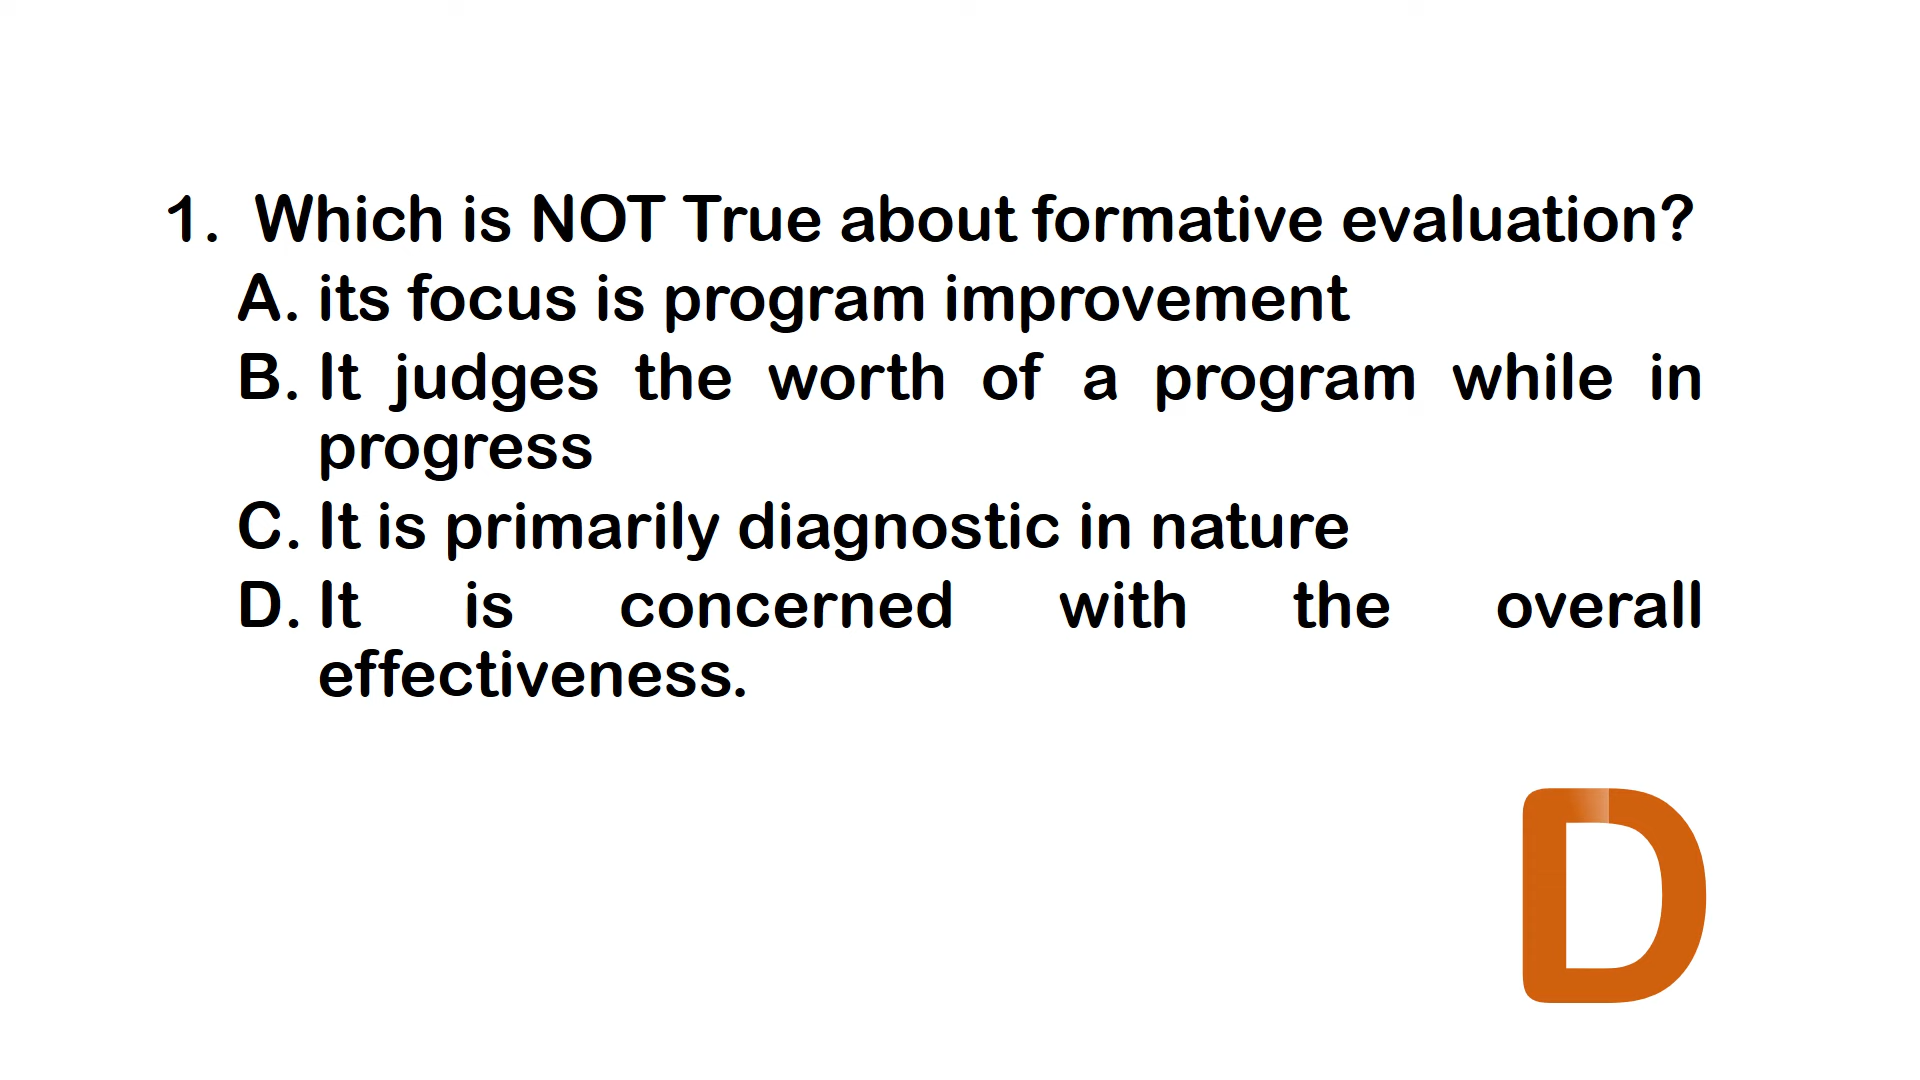 1. Which is NOT True about formative evaluation?
A. its focus is program improvement
B. It judges the worth of a program while in
progress
C. It is primarily diagnostic in nature
D. It is concerned with the overall
effectiveness.
D